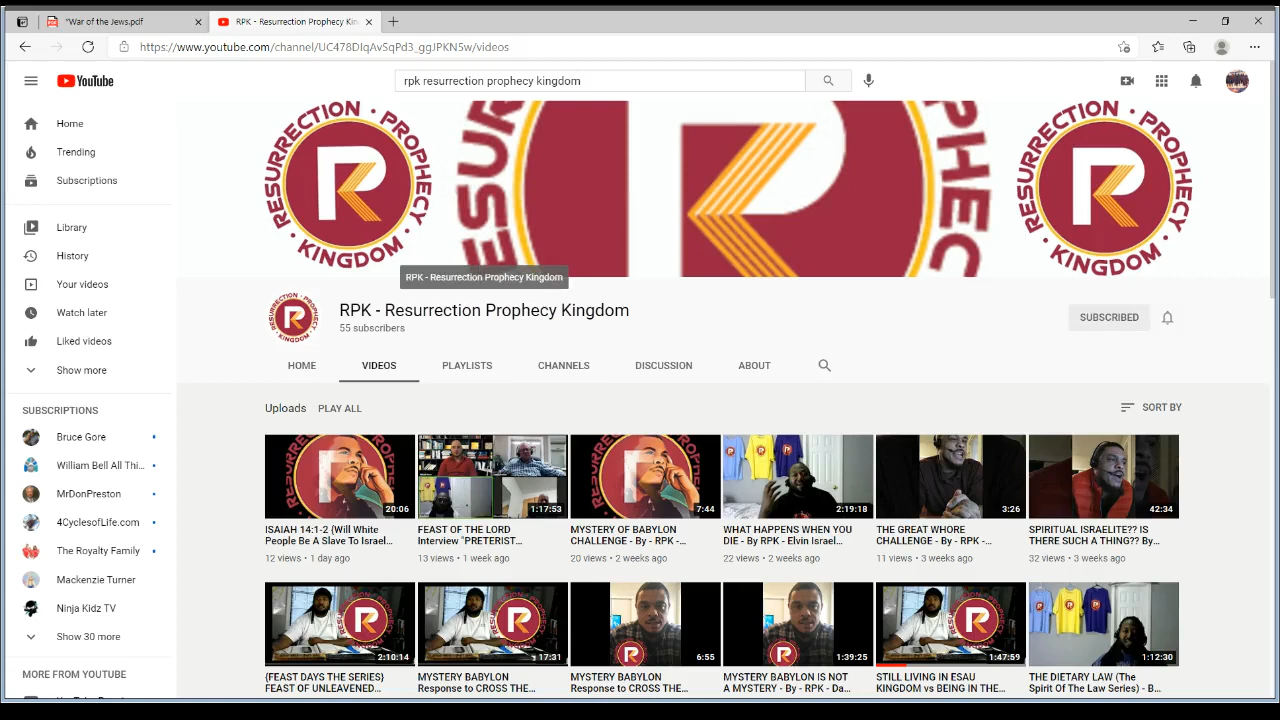 "War of the Jews.pdf
RPK - Resurrection Prophecy Kin
https://www.youtube.com/channel/UC478DIqAvSqPd3_ggJPKN5w/videos
YouTube
rpk resurrection prophecy kingdom
Home
Trending
Subscriptions
Library
History
Your videos
Watch later
Liked videos
Show more
SUBSCRIPTIONS
Bruce Gore
William Bell All Thi...
MrDonPreston
4CyclesofLife.com
The Royalty Family
Mackenzie Turner
Ninja Kidz TV
Show 30 more
MORE FROM YOUTUBE
RESURRECTION · PROPHECY · KINGDOM ·
RESURRECTION · PROPHECY · KINGDOM ·
RPK - Resurrection Prophecy Kingdom
RPK - Resurrection Prophecy Kingdom
55 subscribers
SUBSCRIBED
HOME
VIDEOS
PLAYLISTS
CHANNELS
DISCUSSION
ABOUT
Uploads
PLAY ALL
SORT BY
20:06
ISAIAH 14:1-2 {Will White
People Be A Slave To Israel...
12 views • 1 day ago
1:17:53
FEAST OF THE LORD
Interview "PRETERIST...
13 views • 1 week ago
7:44
MYSTERY OF BABYLON
CHALLENGE - By - RPK -...
20 views • 2 weeks ago
2:19:18
WHAT HAPPENS WHEN YOU
DIE - By RPK - Elvin Israel...
22 views • 2 weeks ago
3:26
THE GREAT WHORE
CHALLENGE - By - RPK -...
11 views • 3 weeks ago
42:34
SPIRITUAL ISRAELITE?? IS
THERE SUCH A THING?? By...
32 views • 3 weeks ago
2:10:14
{FEAST DAYS THE SERIES}
FEAST OF UNLEAVENED...
17:31
MYSTERY BABYLON
Response to CROSS THE...
6:55
MYSTERY BABYLON
Response to CROSS THE...
1:39:25
MYSTERY BABYLON IS NOT
A MYSTERY - By - RPK - Da...
1:47:59
STILL LIVING IN ESAU
KINGDOM vs BEING IN THE...
1:12:30
THE DIETARY LAW (The
Spirit Of The Law Series) - B...